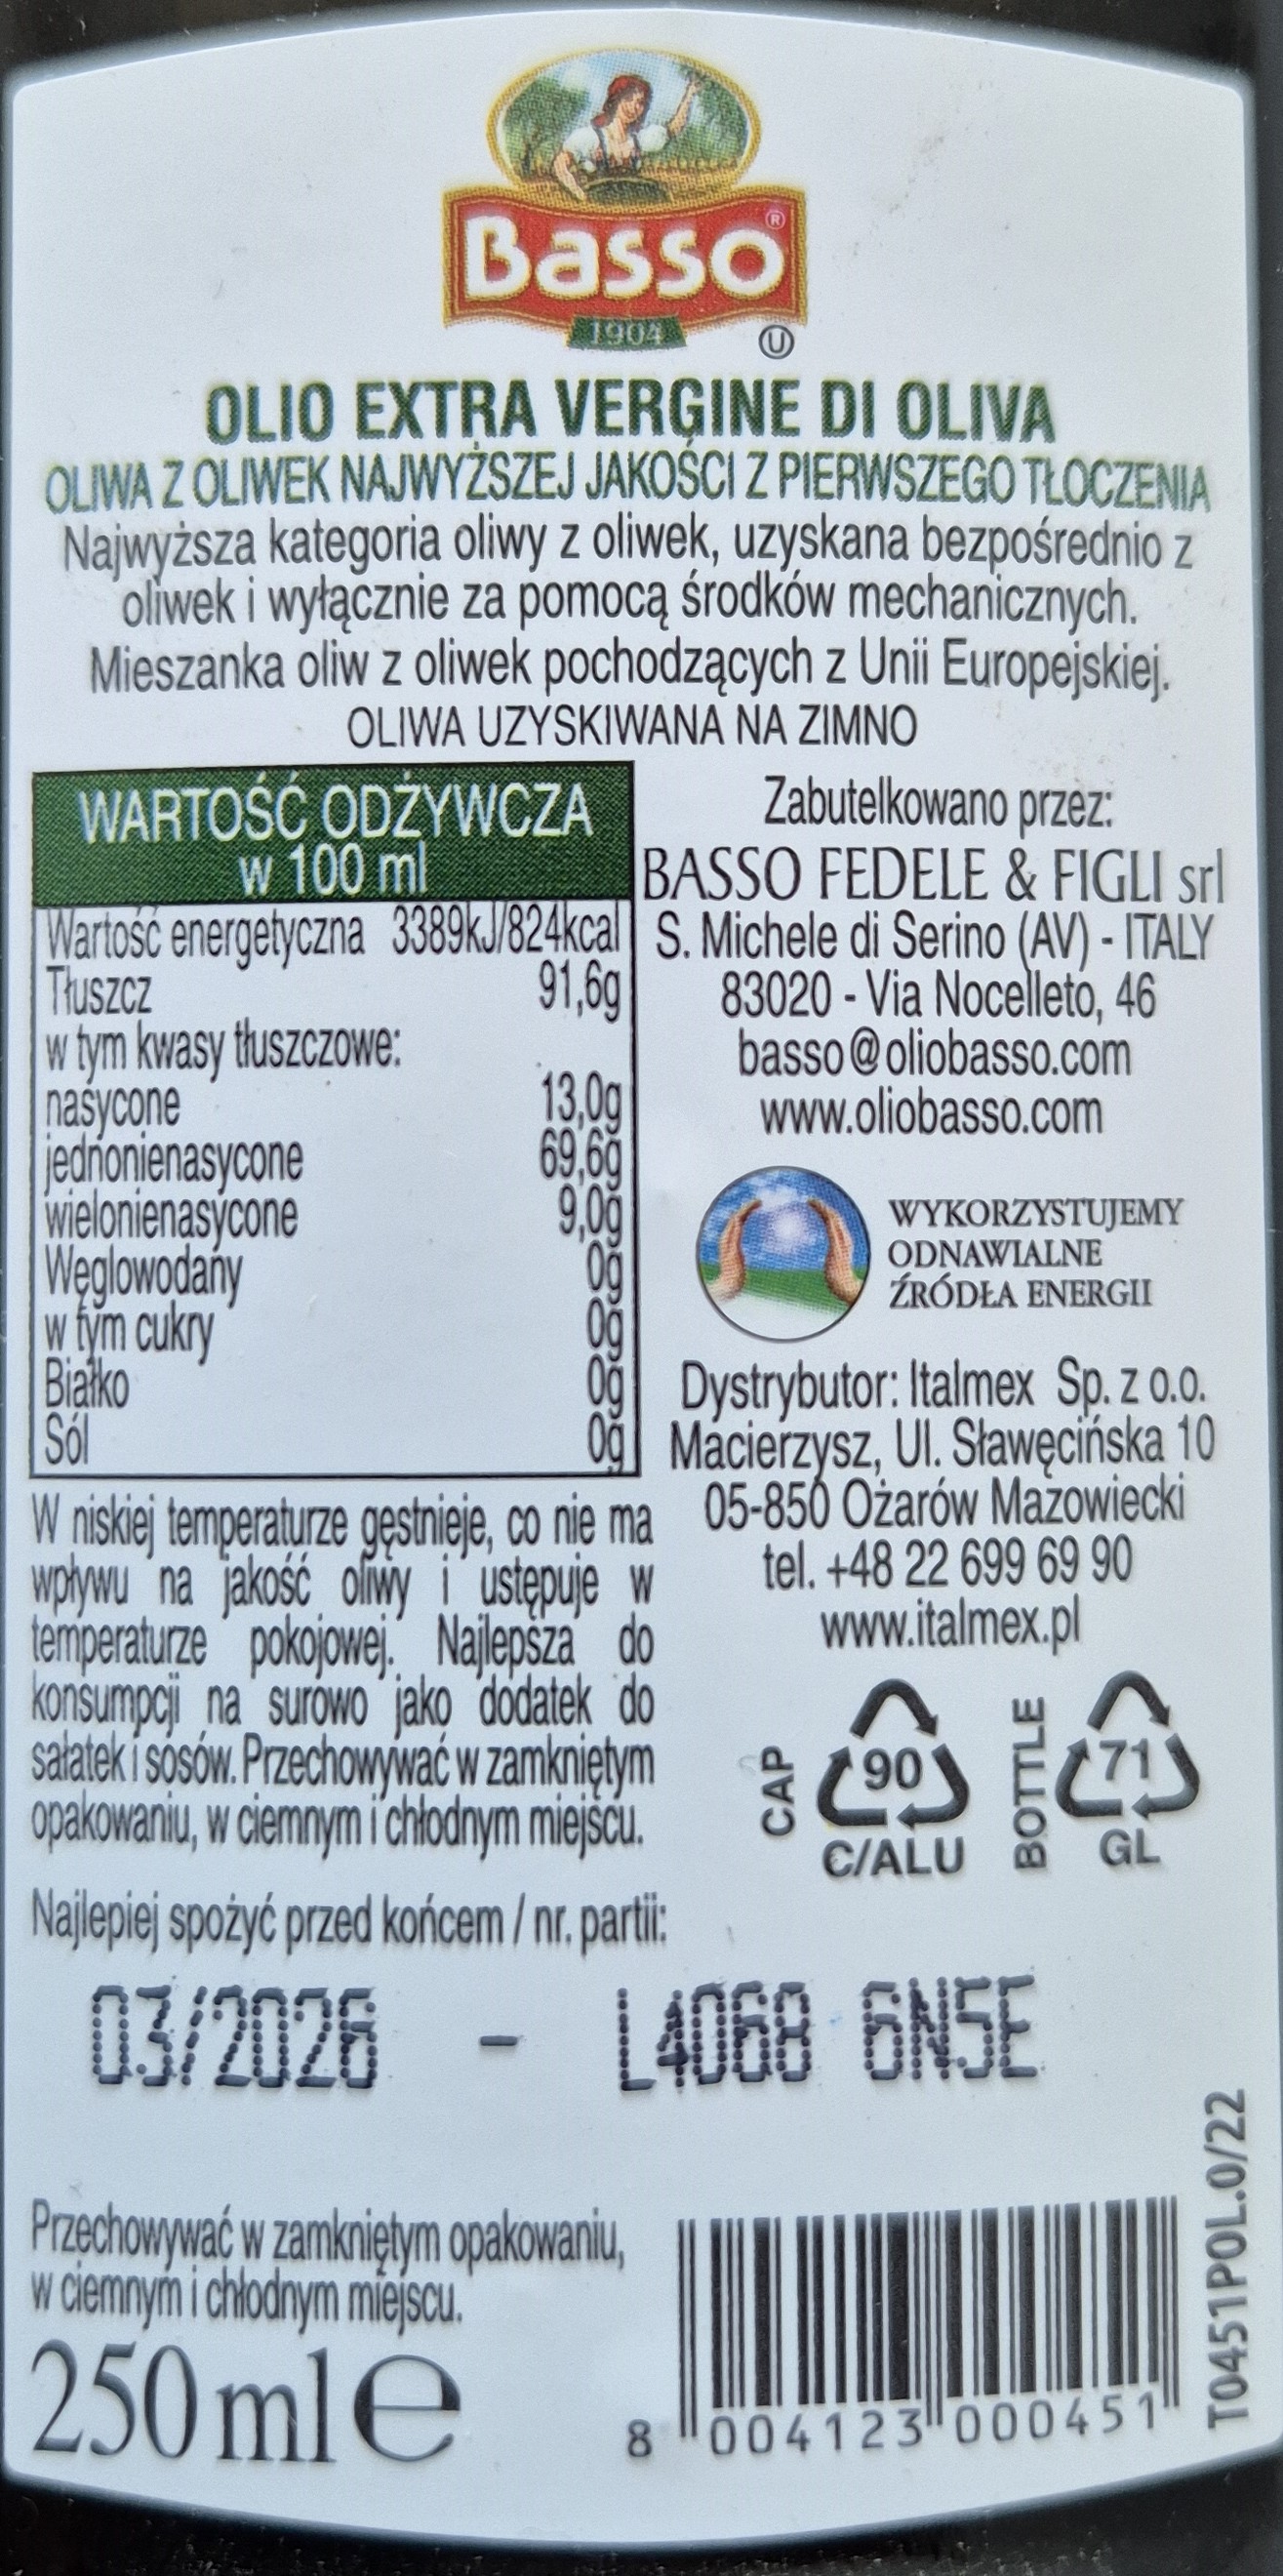 Basso®
1904
U
OLIO EXTRA VERGINE DI OLIVA
OLIWA Z OLIWEK NAJWYŻSZEJ JAKOŚCI Z PIERWSZEGO TŁOCZENIA
Najwyższa kategoria oliwy z oliwek, uzyskana bezpośrednio z
oliwek i wyłącznie za pomocą środków mechanicznych.
Mieszanka oliw z oliwek pochodzących z Unii Europejskiej.
OLIWA UZYSKIWANA NA ZIMNO
WARTOŚĆ ODŻYWCZA
w 100 ml
Wartość energetyczna 3389kJ/824kcal
Tłuszcz 91,6g
w tym kwasy tłuszczowe:
nasycone 13,0g
jednonienasycone 69,6g
wielonienasycone 9,0g
Węglowodany 0g
w tym cukry 0g
Białko 0g
Sól 0g
W niskiej temperaturze gęstnieje, co nie ma
wpływu na jakość oliwy i ustępuje w
temperaturze pokojowej. Najlepsza do
konsumpcji na surowo jako dodatek do
sałatek i sosów. Przechowywać w zamkniętym
opakowaniu, w ciemnym i chłodnym miejscu.
Zabutelkowano przez:
BASSO FEDELE & FIGLI srl
S. Michele di Serino (AV) - ITALY
83020 - Via Nocelleto, 46
basso@oliobasso.com
www.oliobasso.com
WYKORZYSTUJEMY
ODNAWIALNE
ŹRÓDŁA ENERGII
Dystrybutor: Italmex Sp. z o.o.
Macierzysz, Ul. Sławęcińska 10
05-850 Ożarów Mazowiecki
tel. +48 22 699 69 90
www.italmex.pl
CAP
90
C/ALU
BOTTLE
71
GL
Najlepiej spożyć przed końcem / nr. partii:
03/2026 - L4068 6N5E
Przechowywać w zamkniętym opakowaniu,
w ciemnym i chłodnym miejscu.
250 ml e
8 004123 000451
T0451POL.0/22